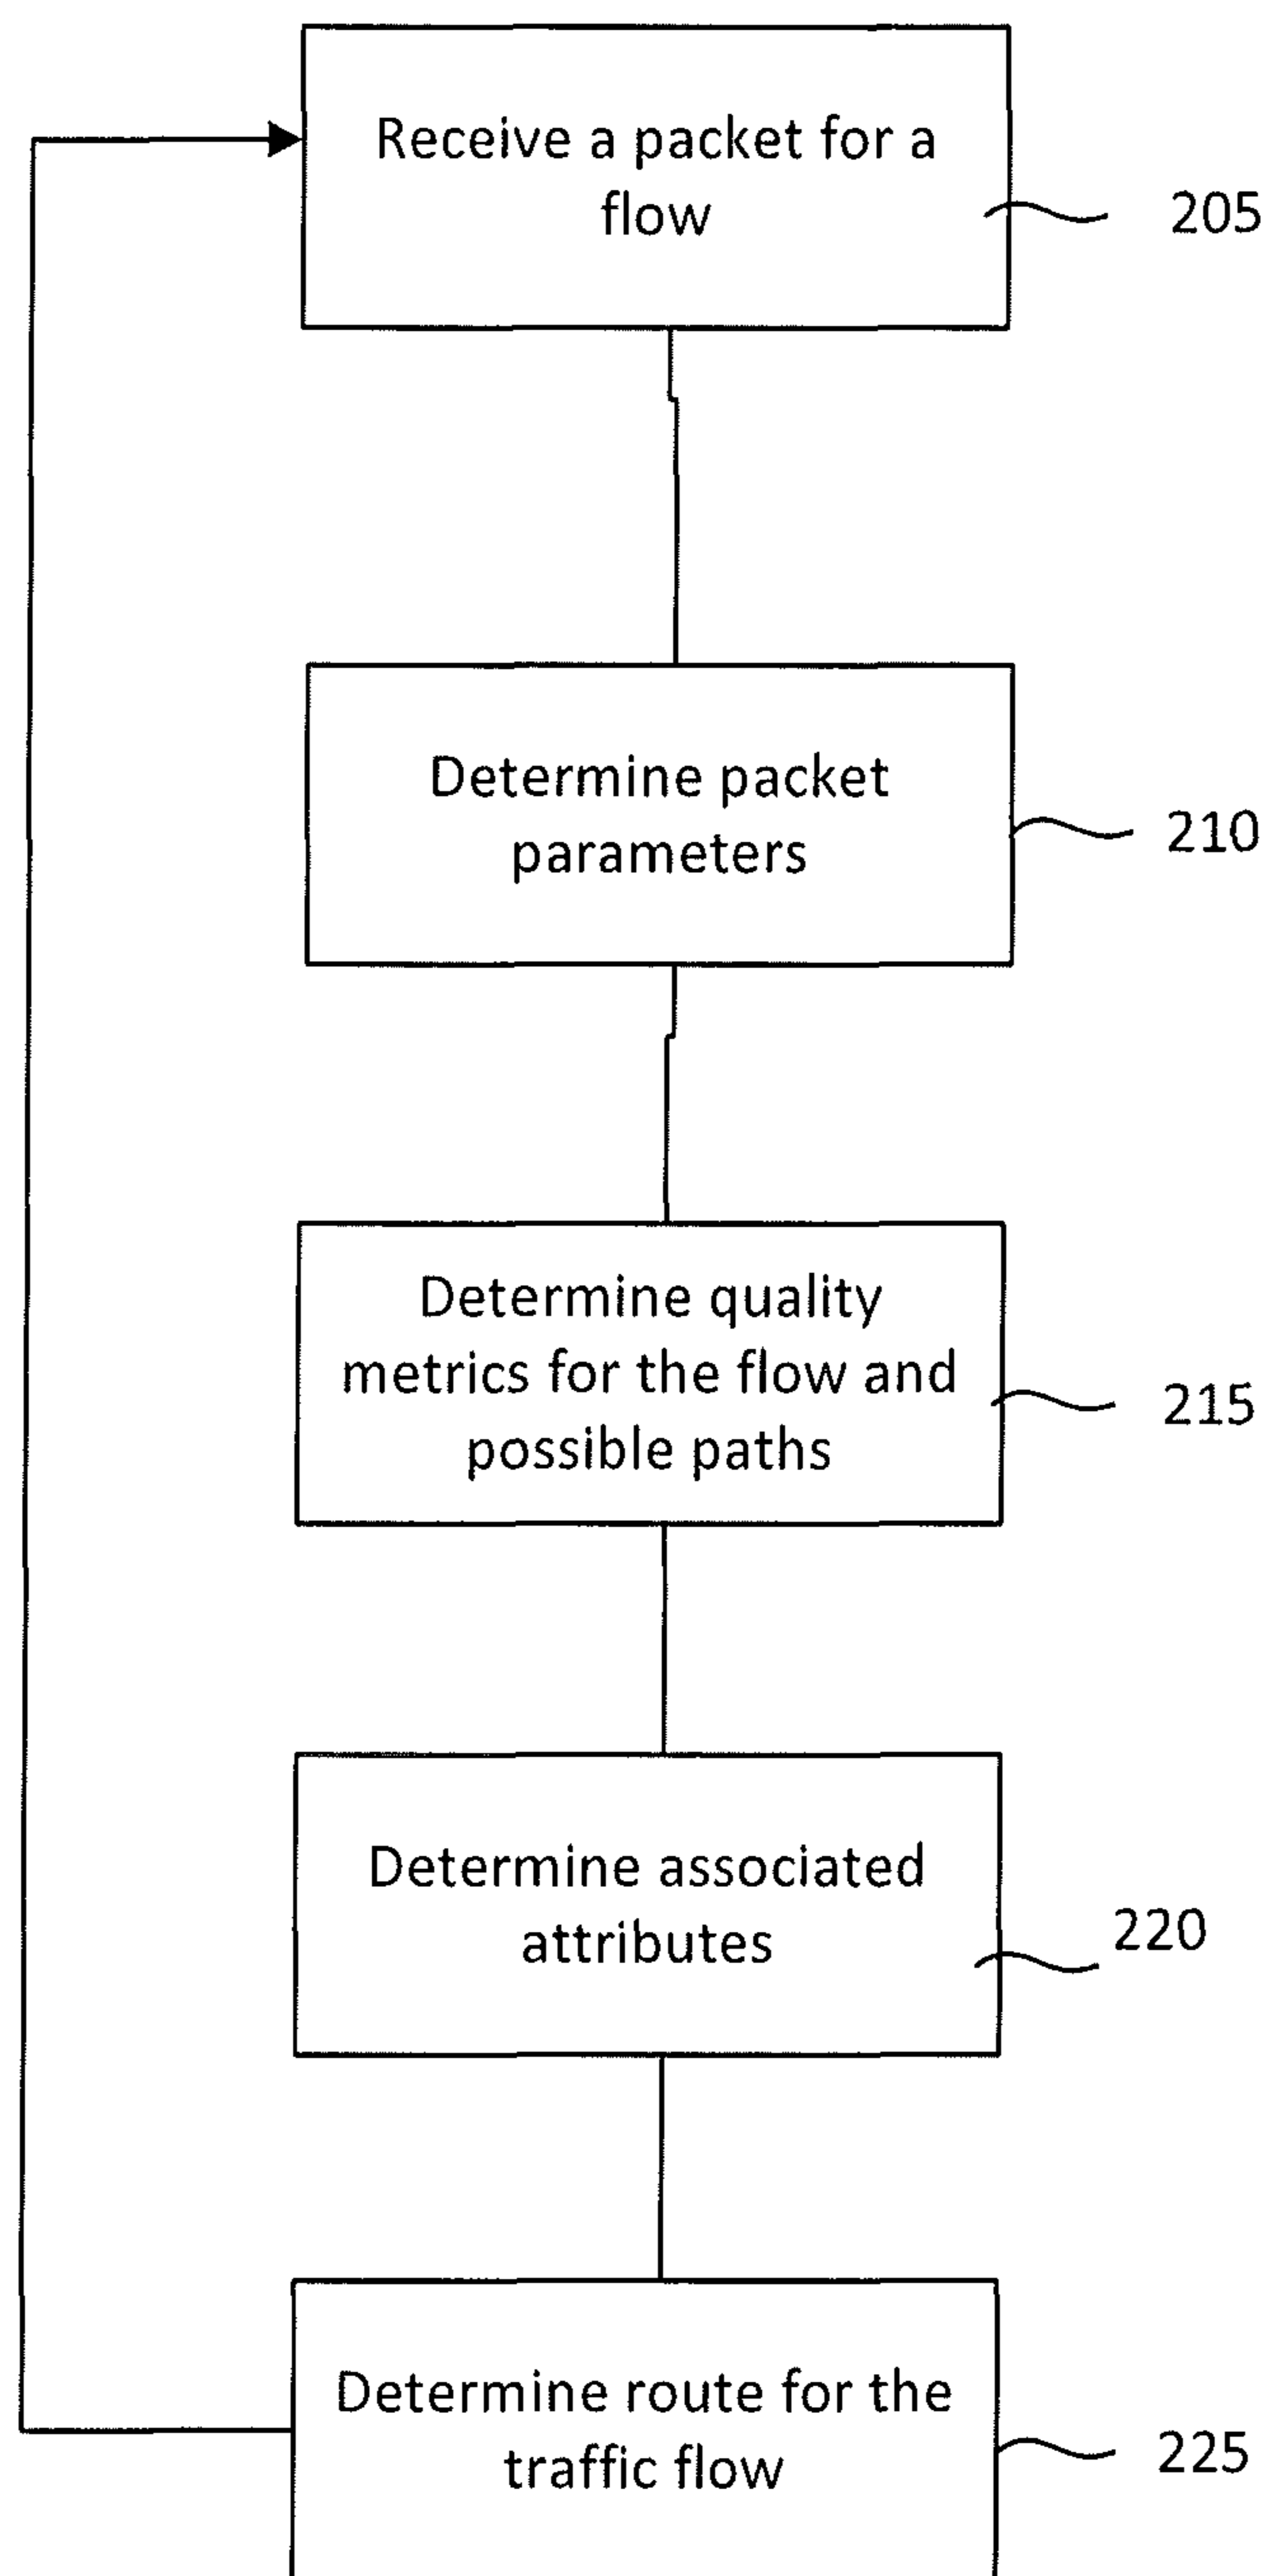 Receive a packet for a
flow
205
Determine packet
parameters
210
Determine quality
metrics for the flow and
possible paths
215
Determine associated
attributes
220
Determine route for the
traffic flow
225